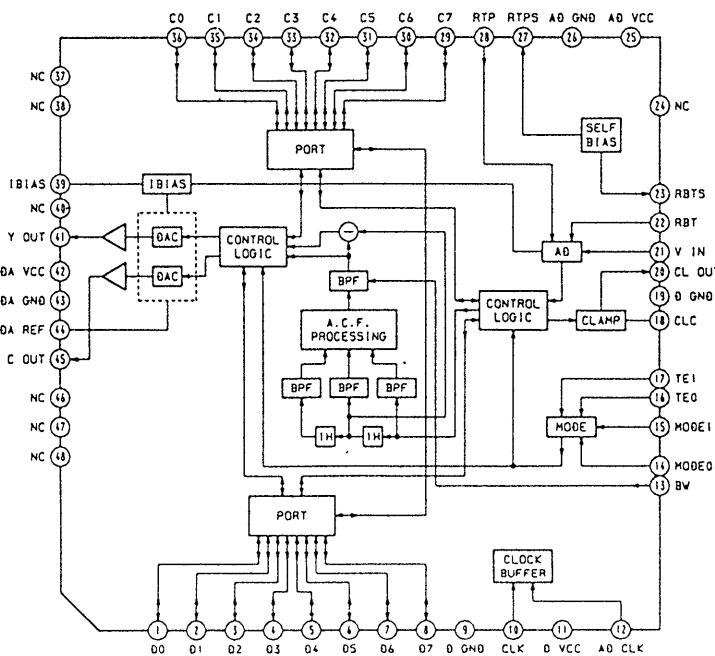 C0 C1 C2 C3 C4 C5 C6 C7 RTP RTPS AD GND AD VCC
36 35 34 33 32 31 30 29 28 27 26 25
NC 37
NC 38
24 NC
SELF
BIAS
PORT
IBIAS 39
IBIAS
23 RBTS
NC 40
22 RBT
Y OUT 41
DAC
CONTROL
LOGIC
−
AD
21 V IN
DA VCC 42
DAC
BPF
20 CL OUT
DA GND 43
19 D GND
CONTROL
LOGIC
CLAMP
18 CLC
DA REF 44
A.C.F.
PROCESSING
C OUT 45
17 TE1
BPF BPF BPF
16 TE0
NC 46
NC 47
MODE
15 MODE1
1H 1H
NC 48
14 MODE0
13 BW
PORT
CLOCK
BUFFER
1 2 3 4 5 6 7 8 9 10 11 12
D0 D1 D2 D3 D4 D5 D6 D7 D GND CLK D VCC AD CLK